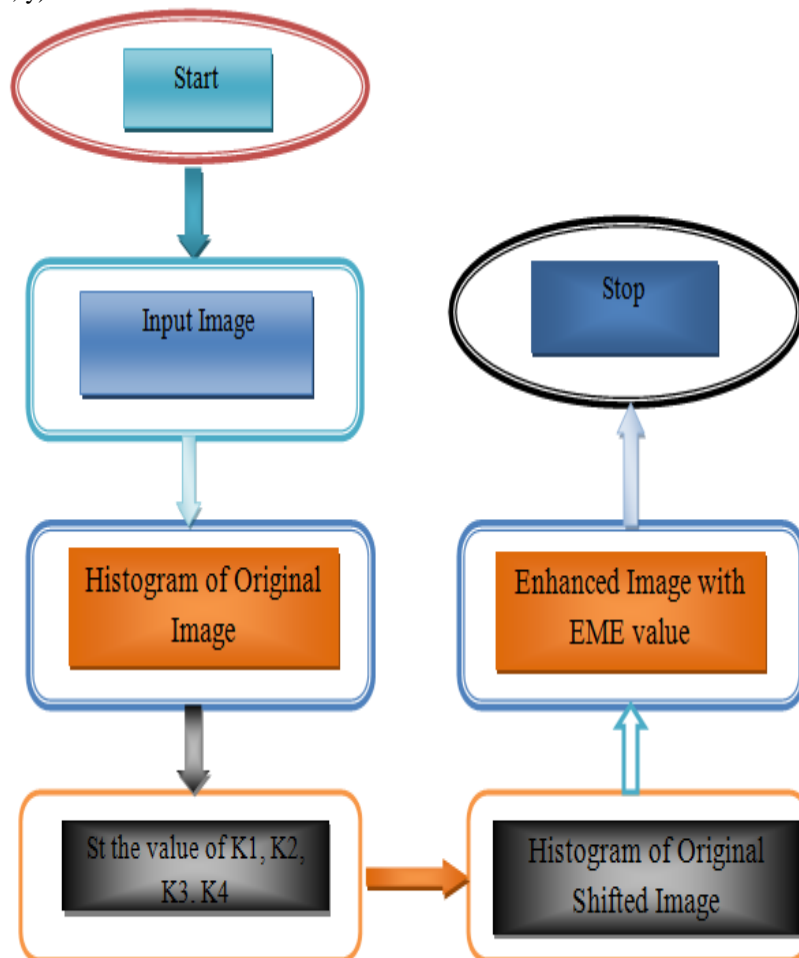 Start
Input Image
Histogram of Original
Image
St the value of K1, K2,
K3. K4
Histogram of Original
Shifted Image
Enhanced Image with
EME value
Stop